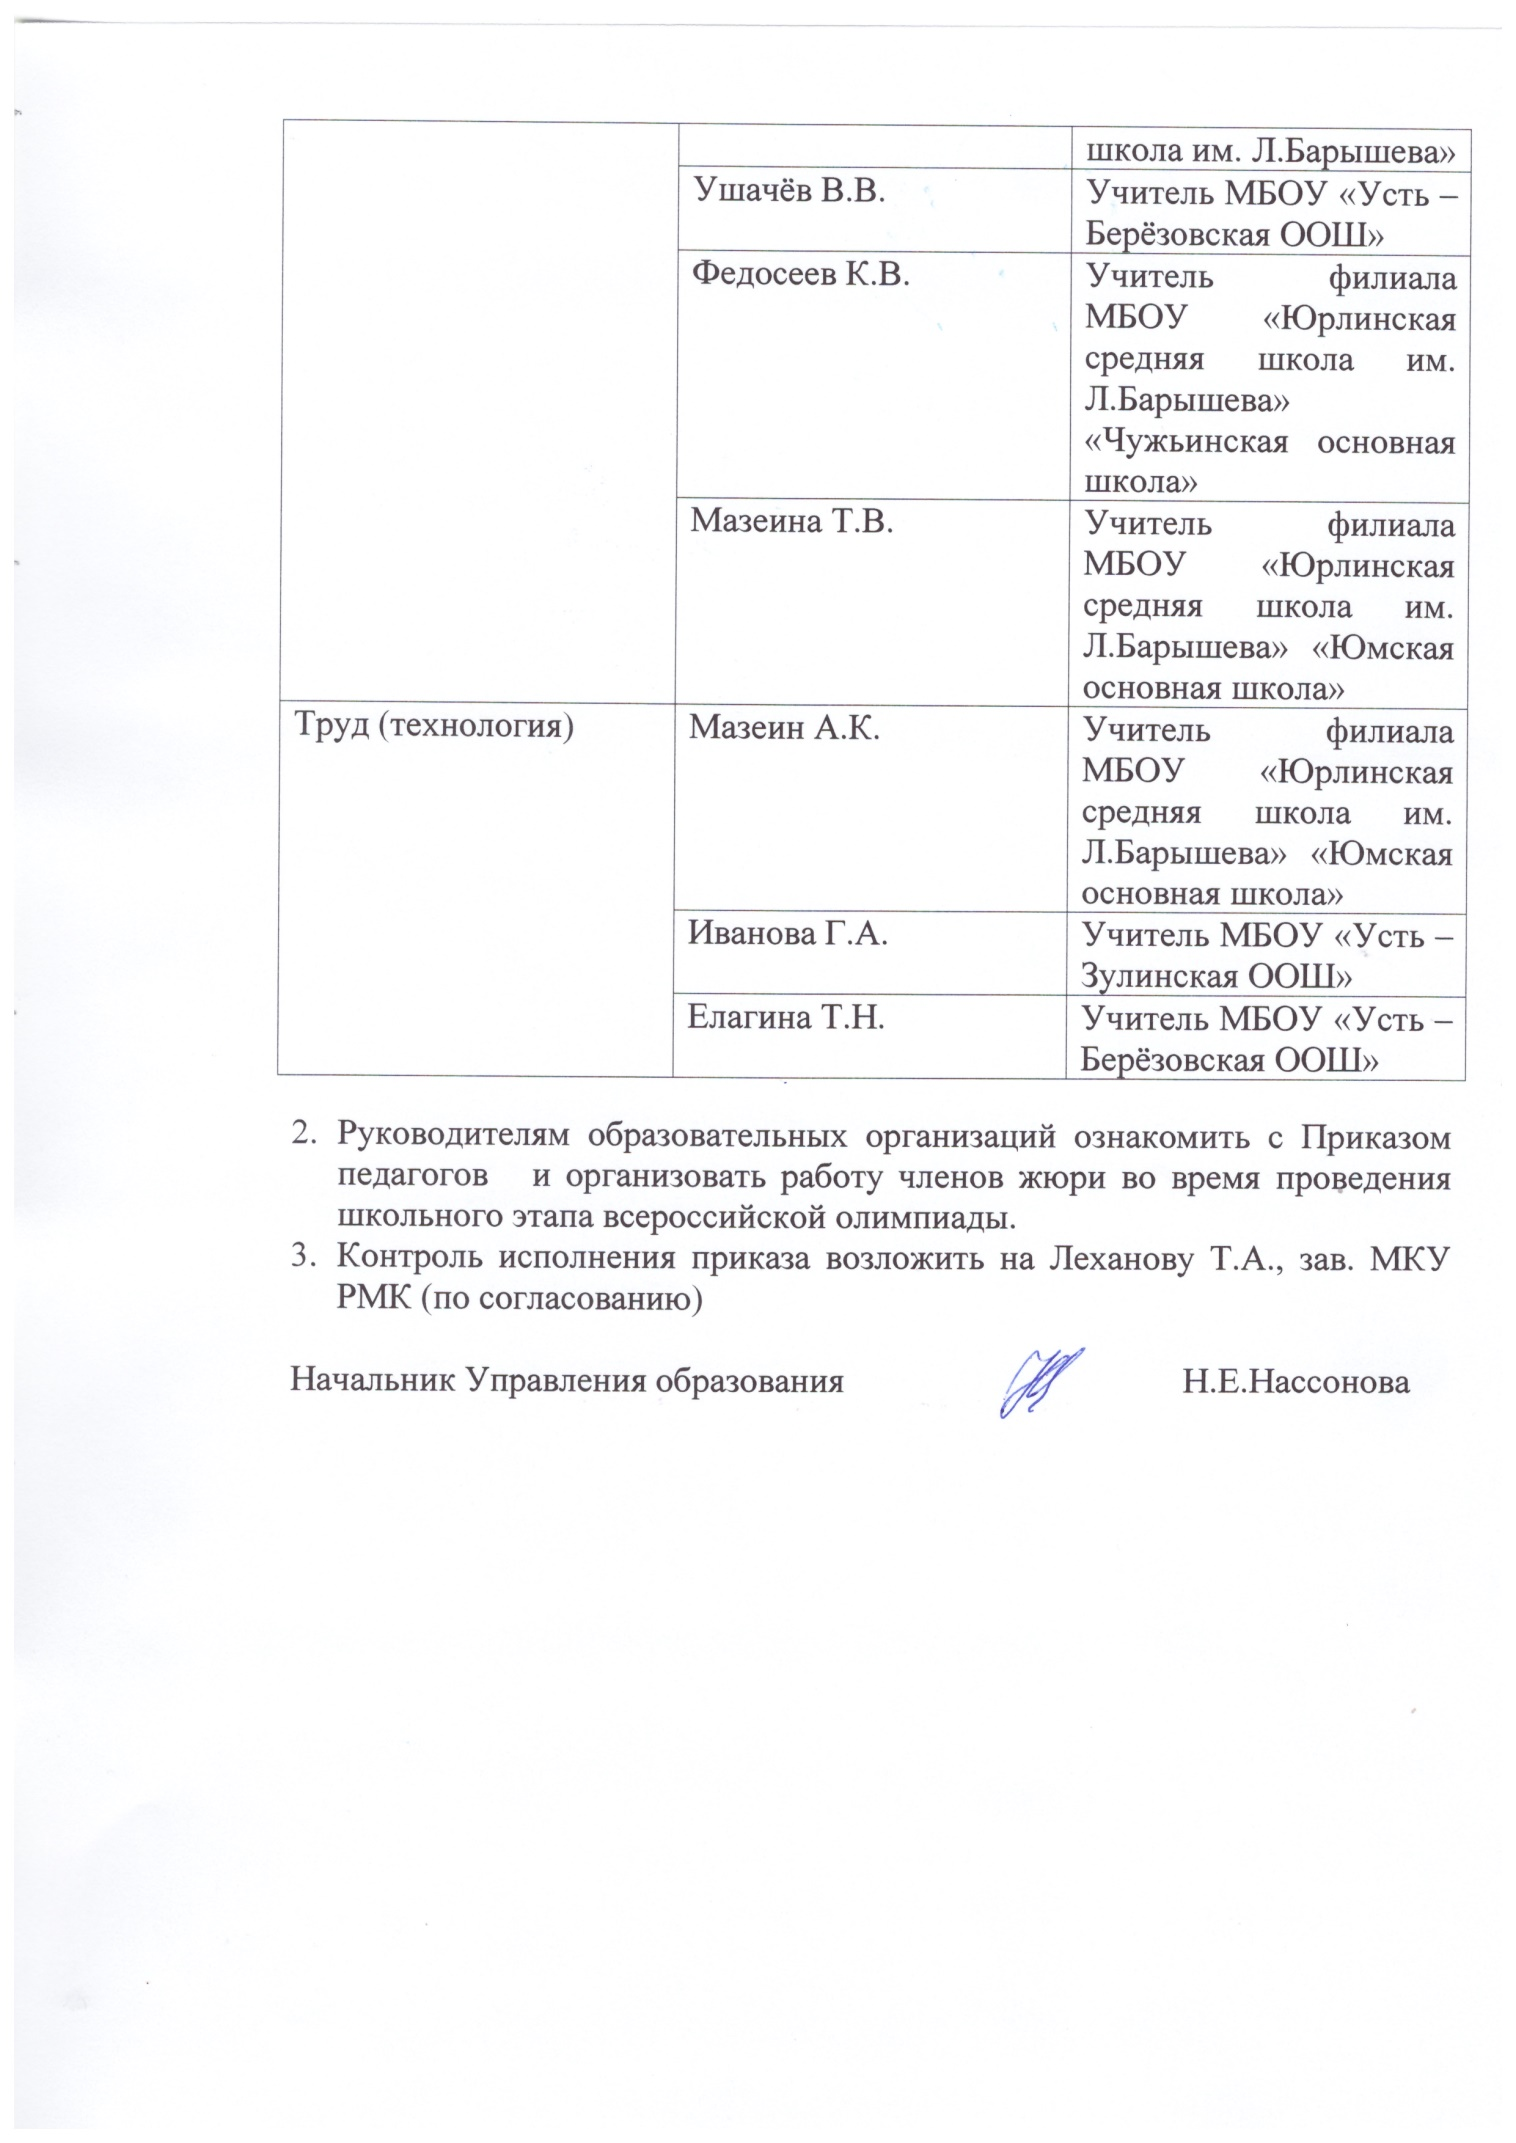 школа им. Л.Барышева»
Ушачёв В.В.
Учитель МБОУ «Усть –
Берёзовская ООШ»
Федосеев К.В.
Учитель филиала
МБОУ «Юрлинская
средняя школа им.
Л.Барышева»
«Чужьинская основная
школа»
Мазеина Т.В.
Учитель филиала
МБОУ «Юрлинская
средняя школа им.
Л.Барышева» «Юмская
основная школа»
Труд (технология)
Мазеин А.К.
Учитель филиала
МБОУ «Юрлинская
средняя школа им.
Л.Барышева» «Юмская
основная школа»
Иванова Г.А.
Учитель МБОУ «Усть –
Зулинская ООШ»
Елагина Т.Н.
Учитель МБОУ «Усть –
Берёзовская ООШ»
2. Руководителям образовательных организаций ознакомить с Приказом
педагогов и организовать работу членов жюри во время проведения
школьного этапа всероссийской олимпиады.
3. Контроль исполнения приказа возложить на Леханову Т.А., зав. МКУ
РМК (по согласованию)
Начальник Управления образования Н.Е.Нассонова